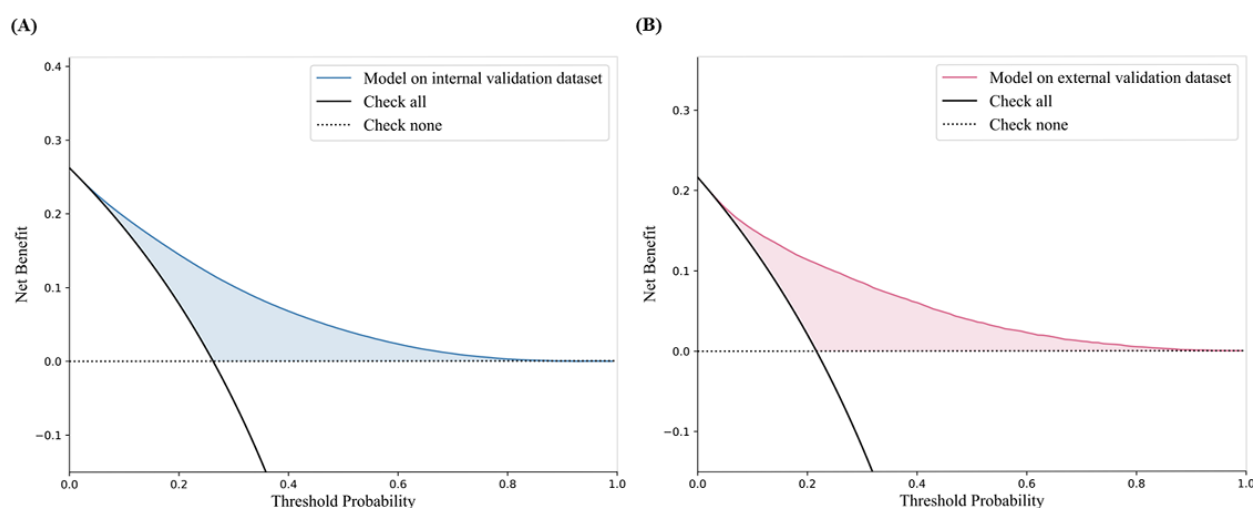 (A)
(B)
Model on internal validation dataset
Check all
Check none
0.4
0.3
0.2
0.1
0.0
−0.1
Net Benefit
0.0
0.2
0.4
0.6
0.8
1.0
Threshold Probability
Model on external validation dataset
Check all
Check none
0.3
0.2
0.1
0.0
−0.1
Net Benefit
0.0
0.2
0.4
0.6
0.8
1.0
Threshold Probability